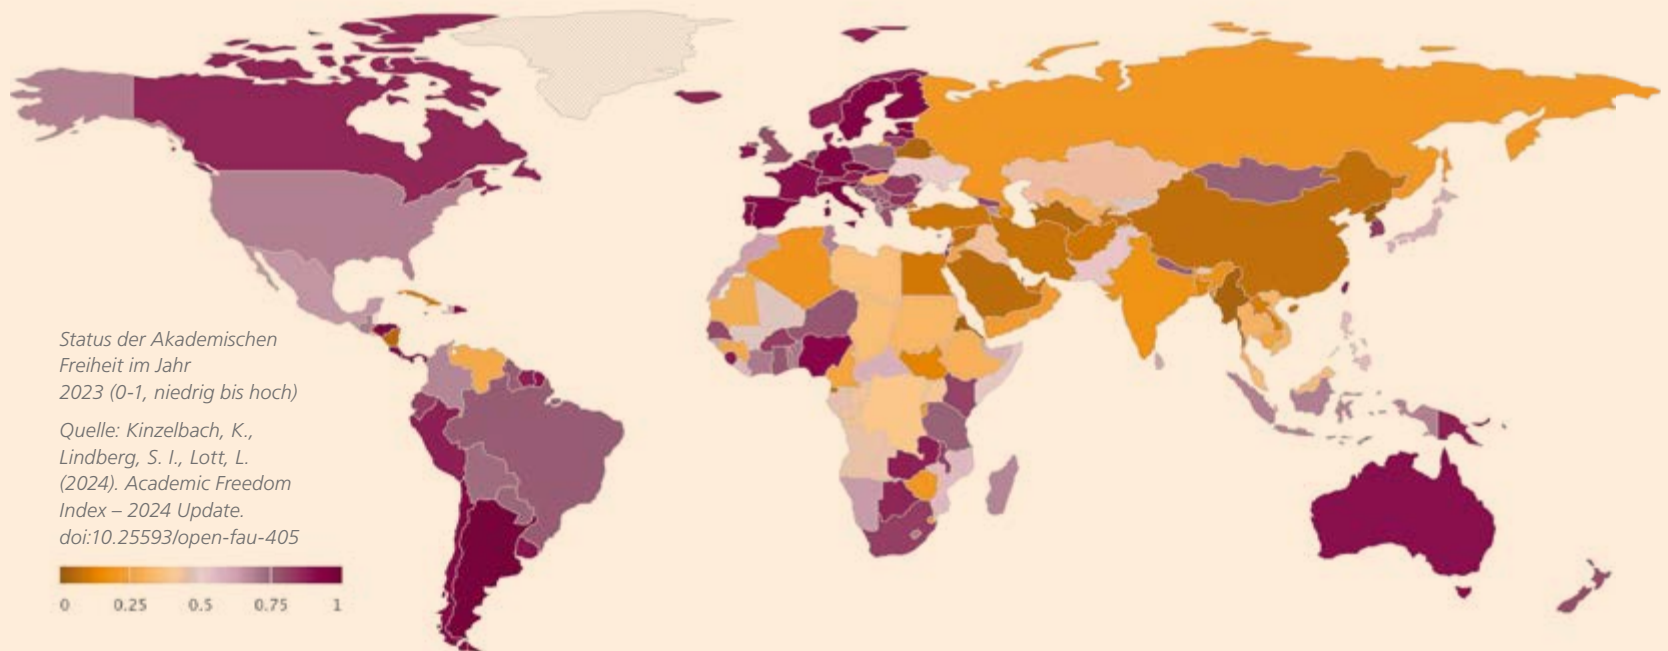 Status der Akademischen
Freiheit im Jahr
2023 (0-1, niedrig bis hoch)
Quelle: Kinzelbach, K.,
Lindberg, S. I., Lott, L.
(2024). Academic Freedom
Index – 2024 Update.
doi:10.25593/open-fau-405
0 0.25 0.5 0.75 1